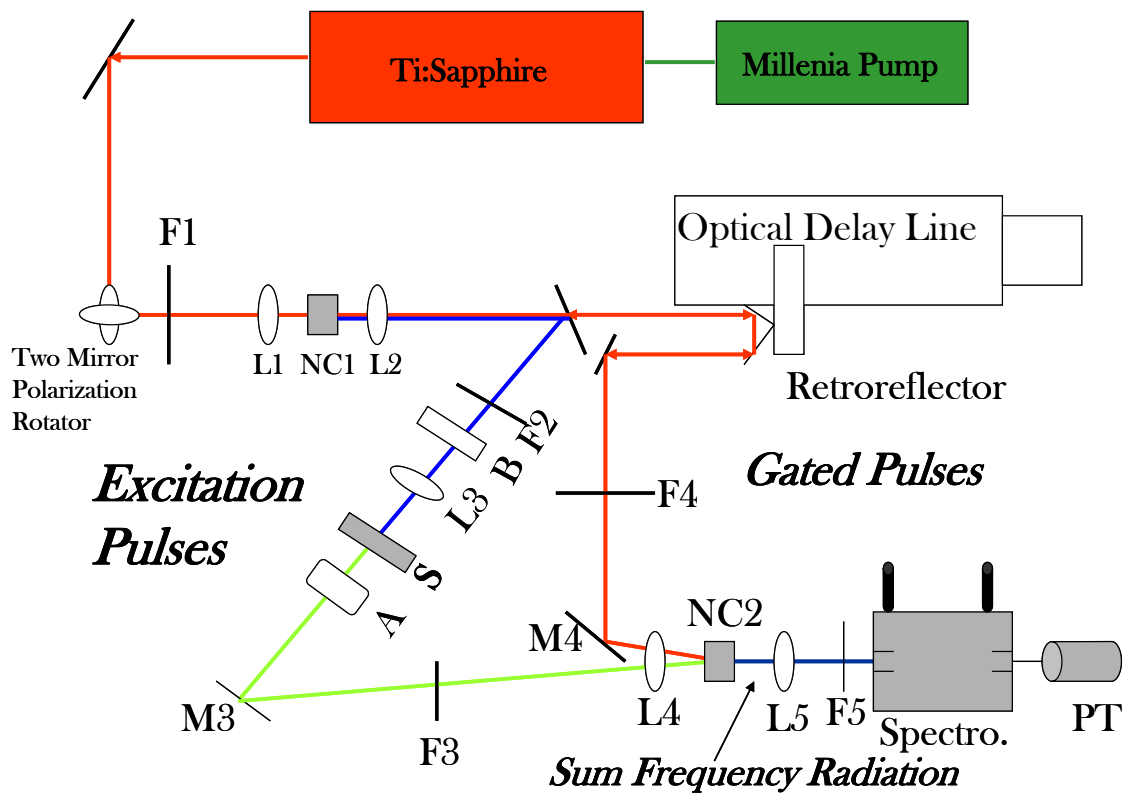 Ti:Sapphire
Millenia Pump
F1
Optical Delay Line
L1
NC1
L2
Two Mirror
Polarization
Rotator
Retroreflector
F2
B
L3
Excitation
Pulses
Gated Pulses
F4
S
A
M4
NC2
M3
F3
L4
L5
F5
Spectro.
PT
Sum Frequency Radiation